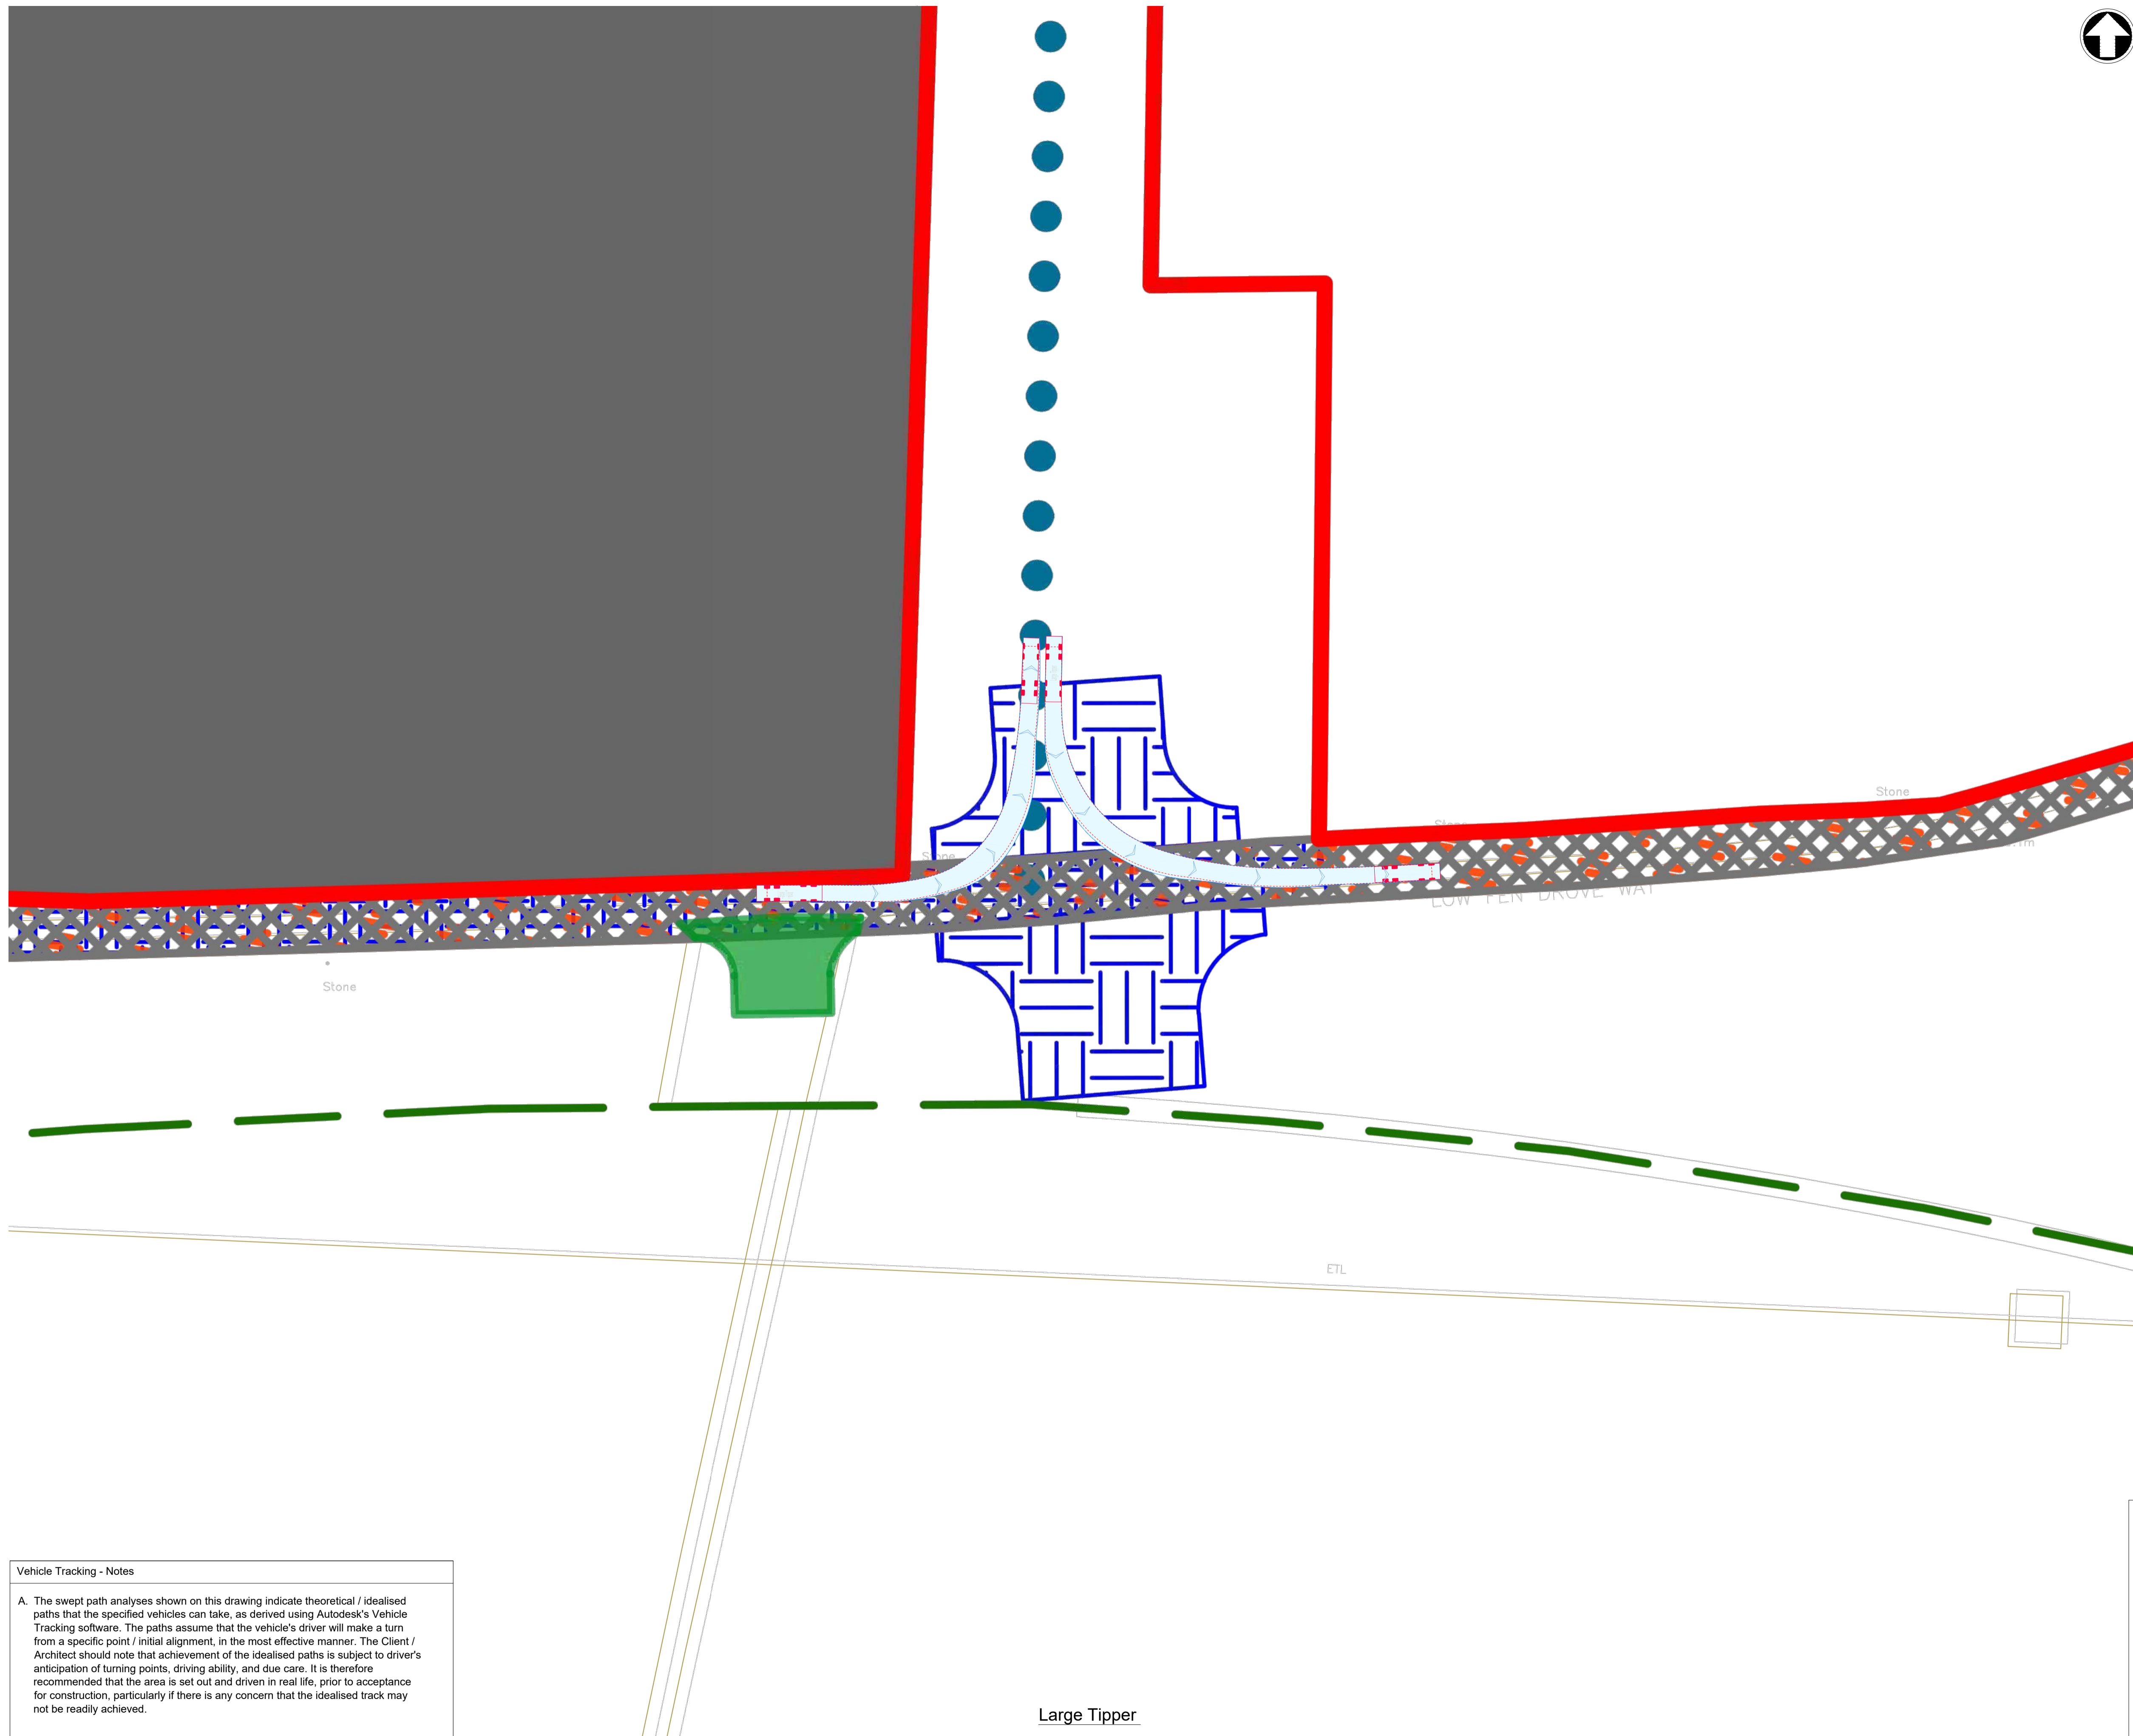 Stone
Stone
LOW FEN DROVE WAY
Stone
ETL
Vehicle Tracking - Notes
A. The swept path analyses shown on this drawing indicate theoretical / idealised
paths that the specified vehicles can take, as derived using Autodesk's Vehicle
Tracking software. The paths assume that the vehicle's driver will make a turn
from a specific point / initial alignment, in the most effective manner. The Client /
Architect should note that achievement of the idealised paths is subject to driver's
anticipation of turning points, driving ability, and due care. It is therefore
recommended that the area is set out and driven in real life, prior to acceptance
for construction, particularly if there is any concern that the idealised track may
not be readily achieved.
Large Tipper